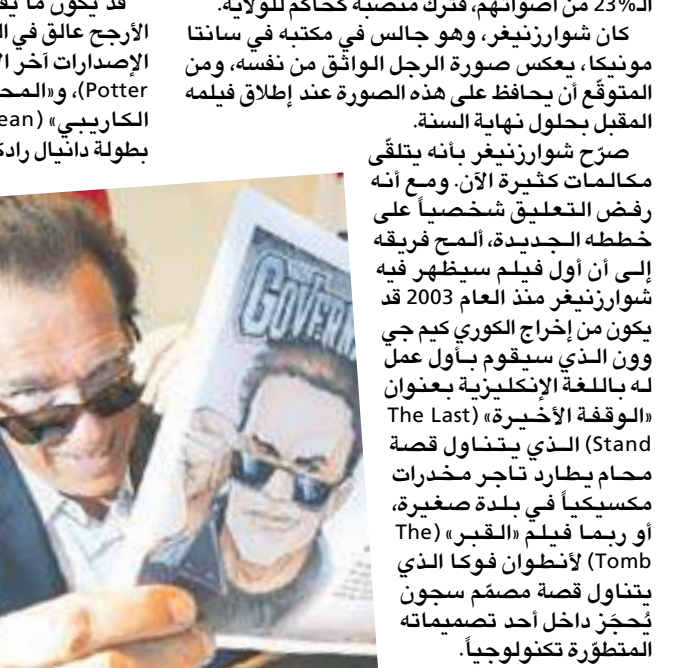 الـ23% من أصواتهم، فترك منصبه كحاكم للولاية.
كان شوارزنيغر، وهو جالس في مكتبه في سانتا
مونيكا، يعكس صورة الرجل الواثق من نفسه، ومن
المتوقّع أن يحافظ على هذه الصورة عند إطلاق فيلمه
المقبل بحلول نهاية السنة.
صرّح شوارزنيغر بأنه يتلقّى
مكالمات كثيرة الآن. ومع أنه
رفض التعليق شخصياً على
خططه الجديدة، ألمح فريقه
إلى أن أول فيلم سيظهر فيه
شوارزنيغر منذ العام 2003 قد
يكون من إخراج الكوري كيم جي
وون الذي سيقوم بأول عمل
له باللغة الإنكليزية بعنوان
«الوقفة الأخيرة» (The Last
Stand) الذي يتناول قصة
محام يطارد تاجر مخدرات
مكسيكياً في بلدة صغيرة،
أو ربما فيلم «القبر» (The
Tomb) لأنطوان فوكا الذي
يتناول قصة مصمّم سجون
يُحجَز داخل أحد تصميماته
المتطوّرة تكنولوجياً.
قد يكون ما
الأرجح عالق في
الإصدارات آخر
Potter)، و«
الكاريبي» (
بطولة دانيال